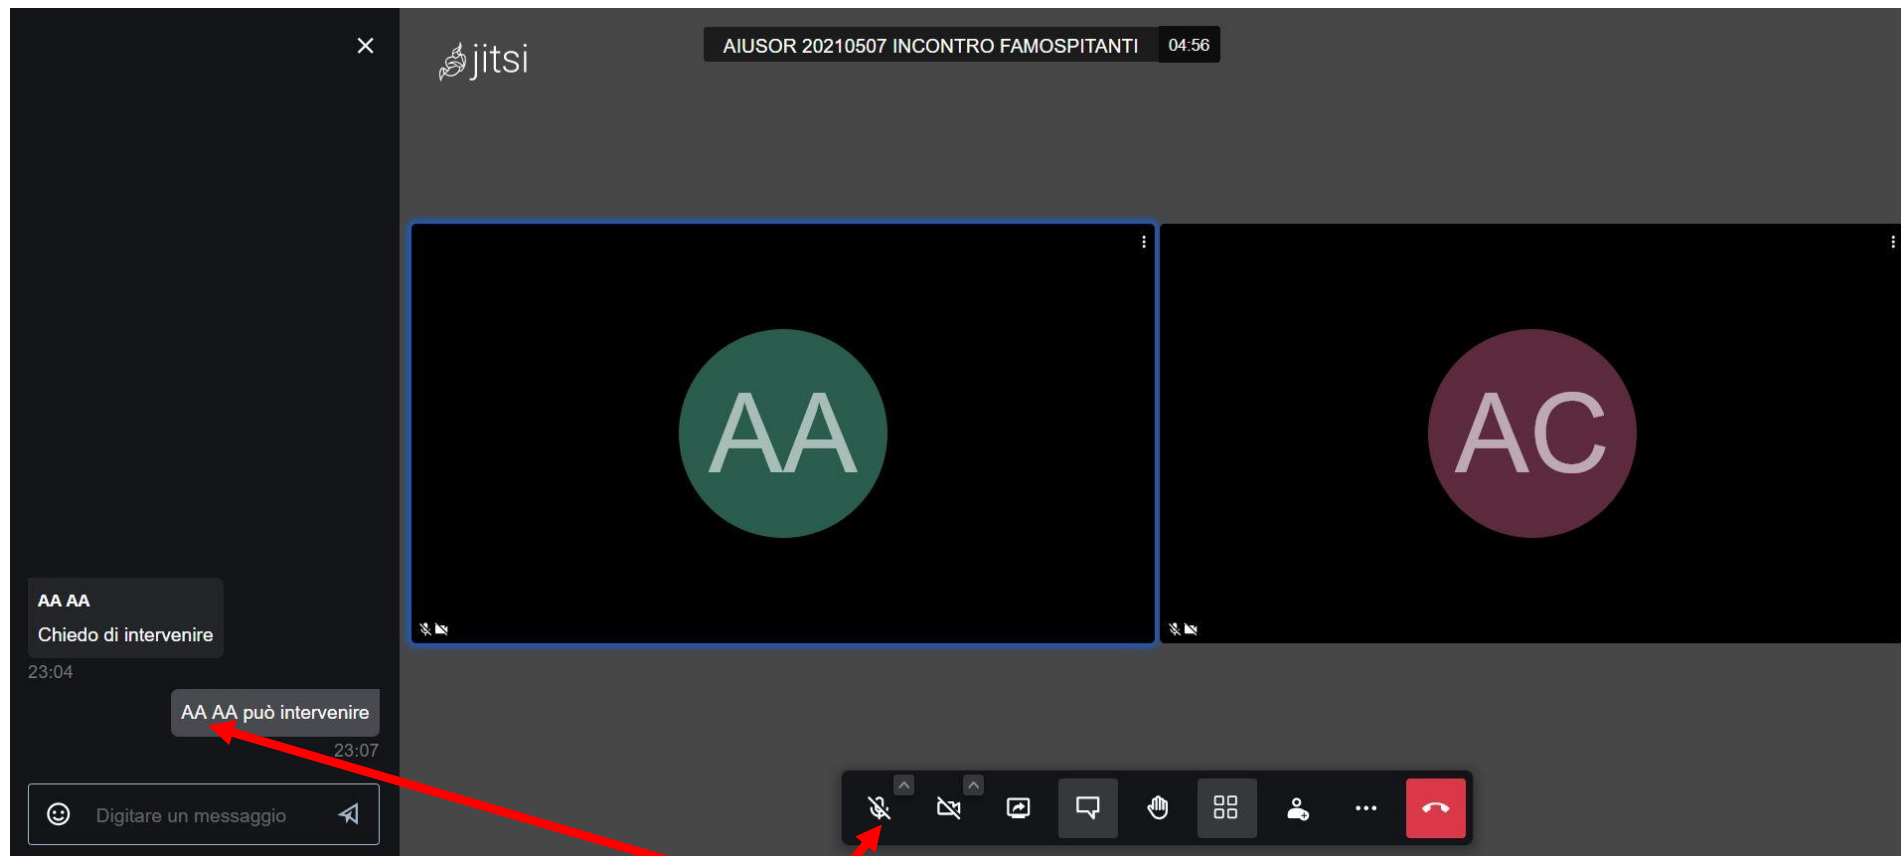 jitsi
AIUSOR 20210507 INCONTRO FAMOSPITANTI 04:56
AA
AC
AA AA
Chiedo di intervenire
23:04
AA AA può intervenire
23:07
Digitare un messaggio